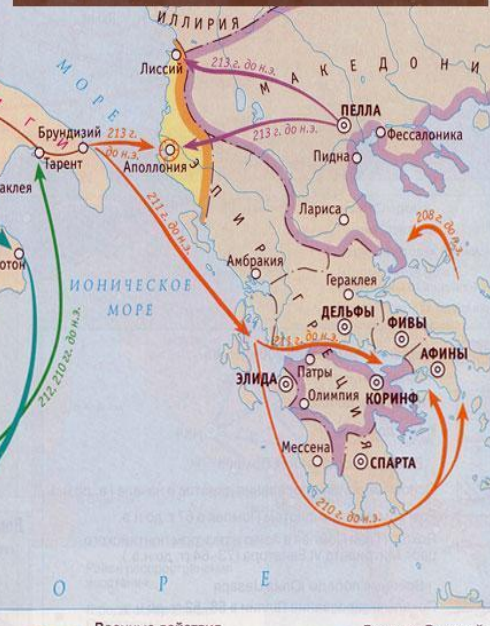 ИЛЛИРИЯ
МОРЕ
Лиссий
213 г. до н.э.
МАКЕДОНИ
ПЕЛЛА
213 г. до н.э.
Фессалоника
Брундизий
213 г.
до н.э.
Тарент
Аполлония
Пидна
аклея
ЭПИР
211 г. до н.э.
Лариса
208 г. до н.э.
отон
Амбракия
ИОНИЧЕСКОЕ
МОРЕ
Гераклея
ДЕЛЬФЫ
ФИВЫ
212, 210 гг. до н.э.
ГРЕЦИЯ
211 г. до н.э.
АФИНЫ
Патры
ЭЛИДА
Олимпия
КОРИНФ
Мессена
СПАРТА
210 г. до н.э.
О Р Е